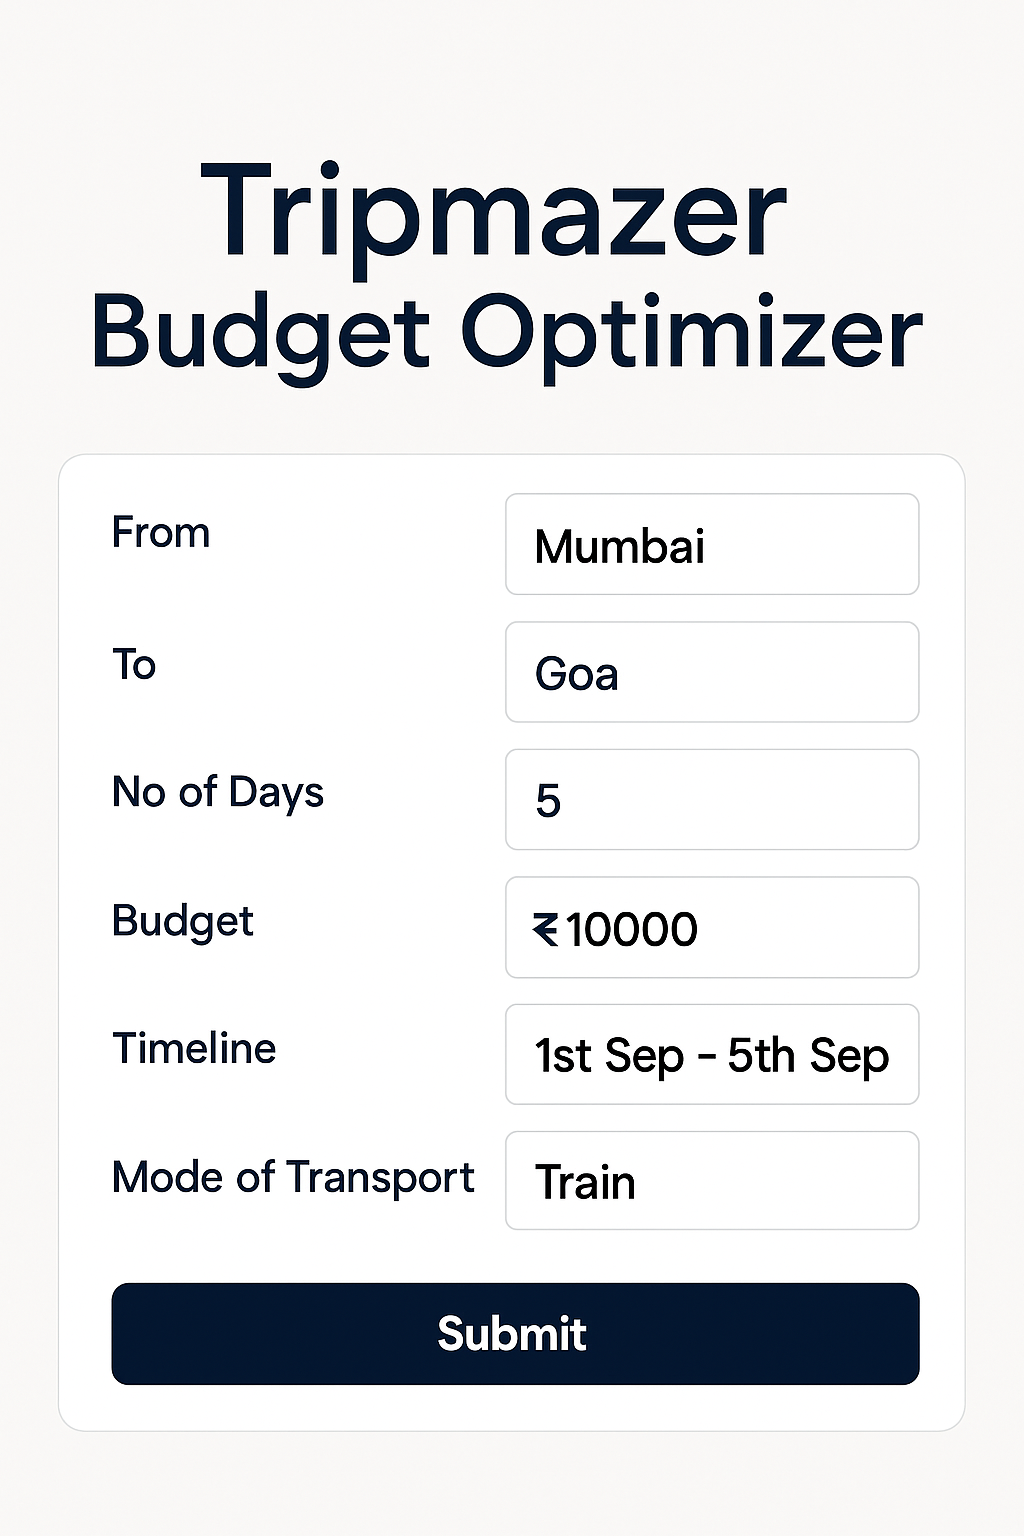 Tripmazer
Budget Optimizer
From
Mumbai
To
Goa
No of Days
5
Budget
₹10000
Timeline
1st Sep - 5th Sep
Mode of Transport
Train
Submit